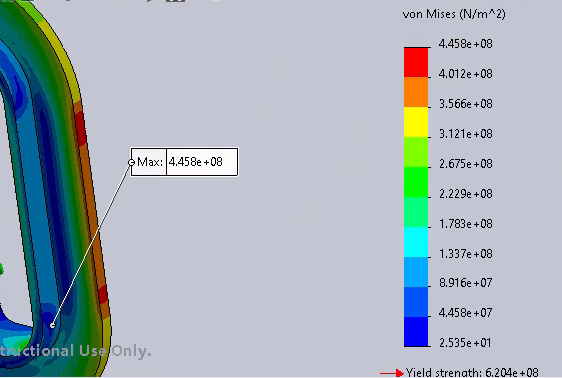 von Mises (N/m^2)
4.458e+08
4.012e+08
3.566e+08
3.121e+08
2.675e+08
2.229e+08
1.783e+08
1.337e+08
8.916e+07
4.458e+07
2.535e+01
Yield strength: 6.204e+08
Max: 4.458e+08
tructional Use Only.